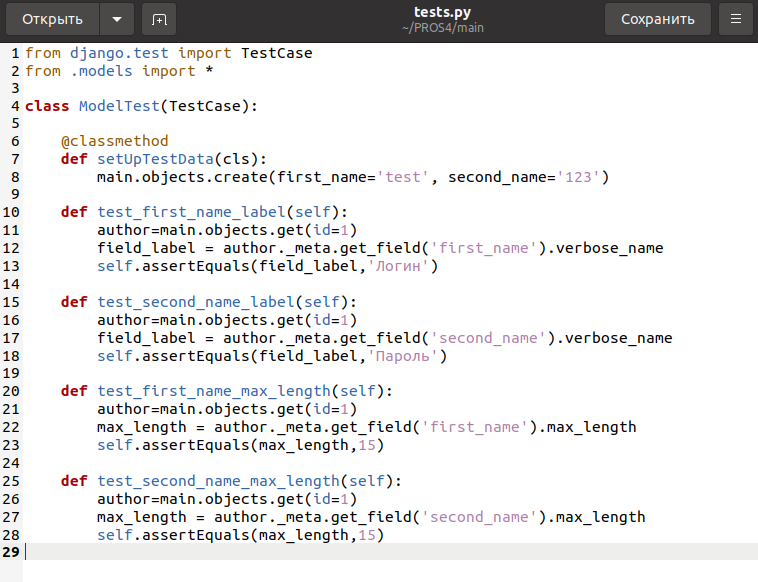 Открыть
tests.py
~/PROS4/main
Сохранить
1 from django.test import TestCase
2 from .models import *
3
4 class ModelTest(TestCase):
5
6     @classmethod
7     def setUpTestData(cls):
8         main.objects.create(first_name='test', second_name='123')
9
10     def test_first_name_label(self):
11         author=main.objects.get(id=1)
12         field_label = author._meta.get_field('first_name').verbose_name
13         self.assertEquals(field_label,'Логин')
14
15     def test_second_name_label(self):
16         author=main.objects.get(id=1)
17         field_label = author._meta.get_field('second_name').verbose_name
18         self.assertEquals(field_label,'Пароль')
19
20     def test_first_name_max_length(self):
21         author=main.objects.get(id=1)
22         max_length = author._meta.get_field('first_name').max_length
23         self.assertEquals(max_length,15)
24
25     def test_second_name_max_length(self):
26         author=main.objects.get(id=1)
27         max_length = author._meta.get_field('second_name').max_length
28         self.assertEquals(max_length,15)
29